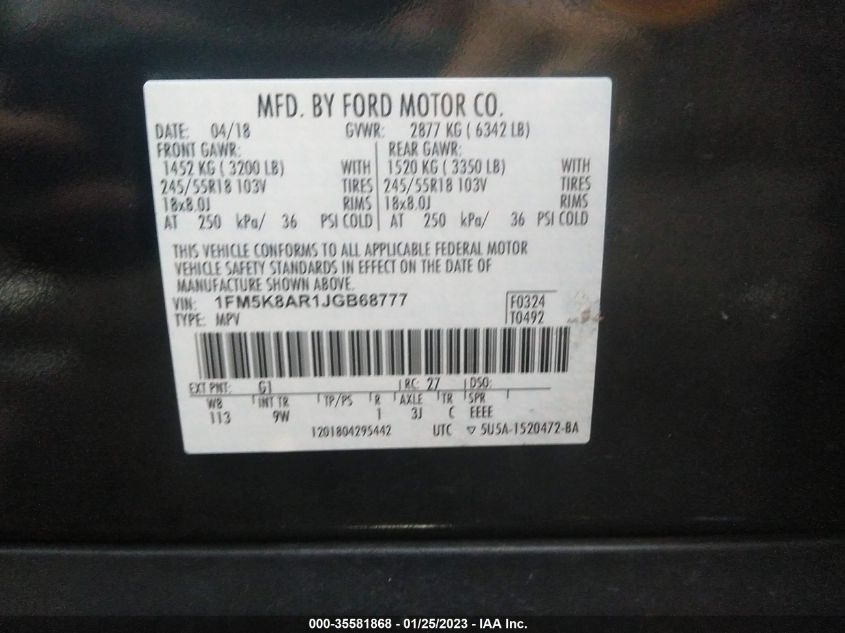 MFD. BY FORD MOTOR CO.
DATE: 04/18 GVWR: 2877 KG ( 6342 LB)
FRONT GAWR: REAR GAWR:
1452 KG ( 3200 LB) WITH 1520 KG ( 3350 LB) WITH
245/55R18 103V TIRES 245/55R18 103V TIRES
18x8.0J RIMS 18x8.0J RIMS
AT 250 kPa/ 36 PSI COLD AT 250 kPa/ 36 PSI COLD
THIS VEHICLE CONFORMS TO ALL APPLICABLE FEDERAL MOTOR
VEHICLE SAFETY STANDARDS IN EFFECT ON THE DATE OF
MANUFACTURE SHOWN ABOVE.
VIN: 1FM5K8AR1JGB68777 F0324
TYPE: MPV T0492
EXT PNT: G1 RC: 27 DSO:
WB INT TR TP/PS R AXLE TR SPR
113 9W 1 3J C EEEE
1201804295442 UTC ▽ 5U5A-1520472-BA
000-35581868 - 01/25/2023 - IAA Inc.